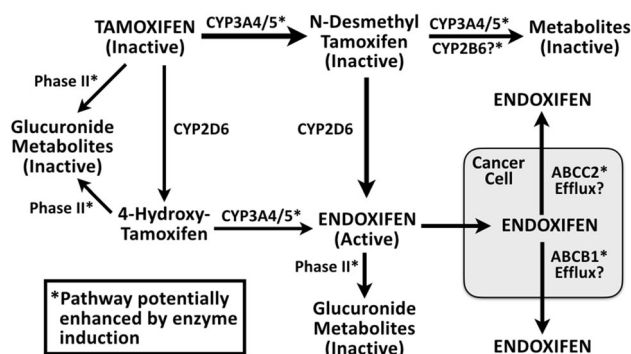 TAMOXIFEN
(Inactive)
CYP3A4/5*
N-Desmethyl
Tamoxifen
(Inactive)
CYP3A4/5*
CYP2B6?*
Metabolites
(Inactive)
Phase II*
Glucuronide
Metabolites
(Inactive)
CYP2D6
CYP2D6
ENDOXIFEN
Cancer
Cell
ABCC2*
Efflux?
Phase II*
4-Hydroxy-
Tamoxifen
CYP3A4/5*
ENDOXIFEN
(Active)
ENDOXIFEN
ABCB1*
Efflux?
Phase II*
Glucuronide
Metabolites
(Inactive)
ENDOXIFEN
*Pathway potentially
enhanced by enzyme
induction